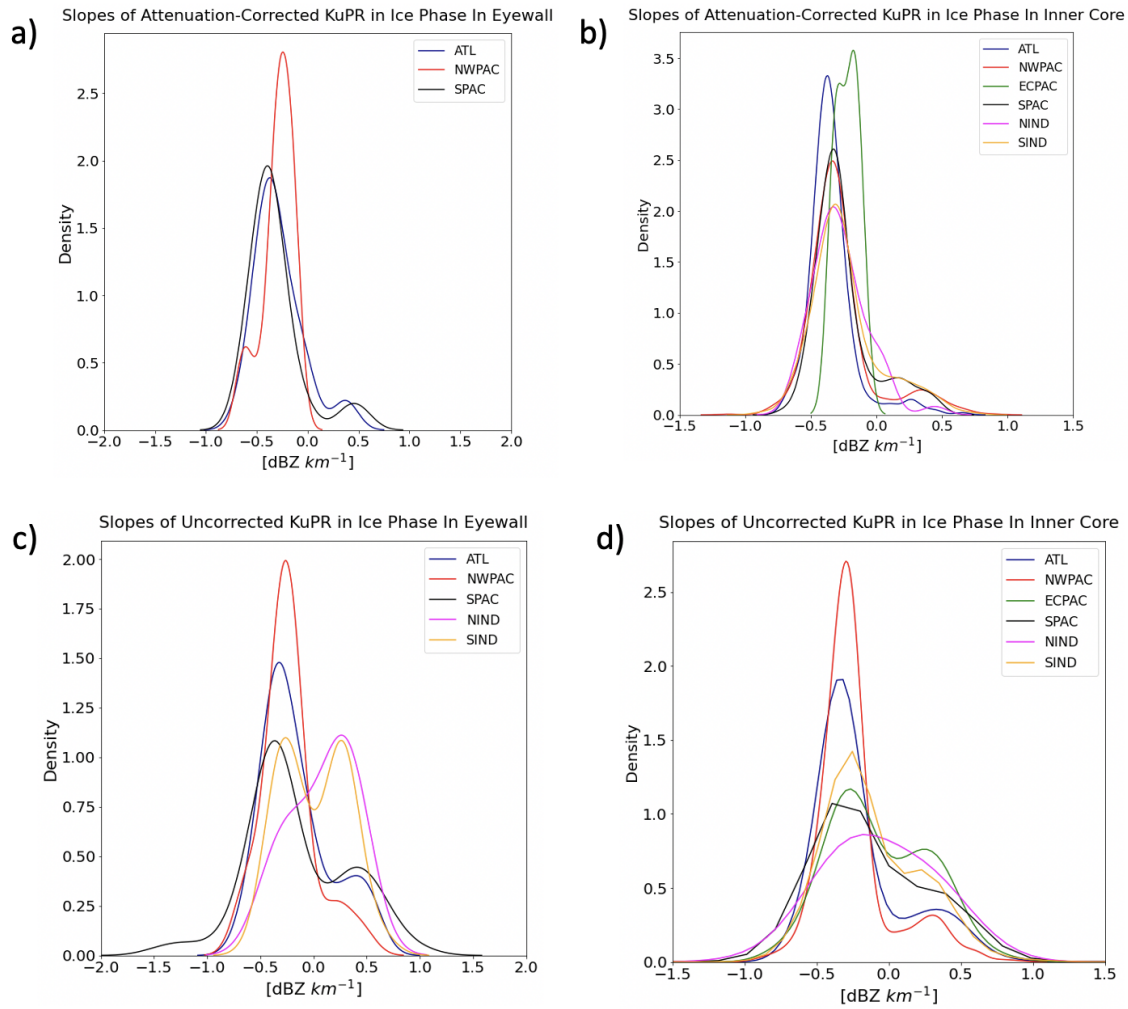 a)
Slopes of Attenuation-Corrected KuPR in Ice Phase In Eyewall
ATL
NWPAC
SPAC
Density
2.5
2.0
1.5
1.0
0.5
0.0
−2.0 −1.5 −1.0 −0.5 0.0 0.5 1.0 1.5 2.0
[dBZ km⁻¹]
b)
Slopes of Attenuation-Corrected KuPR in Ice Phase In Inner Core
ATL
NWPAC
ECPAC
SPAC
NIND
SIND
Density
3.5
3.0
2.5
2.0
1.5
1.0
0.5
0.0
−1.5 −1.0 −0.5 0.0 0.5 1.0 1.5
[dBZ km⁻¹]
c)
Slopes of Uncorrected KuPR in Ice Phase In Eyewall
ATL
NWPAC
SPAC
NIND
SIND
Density
2.00
1.75
1.50
1.25
1.00
0.75
0.50
0.25
0.00
−2.0 −1.5 −1.0 −0.5 0.0 0.5 1.0 1.5 2.0
[dBZ km⁻¹]
d)
Slopes of Uncorrected KuPR in Ice Phase In Inner Core
ATL
NWPAC
ECPAC
SPAC
NIND
SIND
Density
2.5
2.0
1.5
1.0
0.5
0.0
−1.5 −1.0 −0.5 0.0 0.5 1.0 1.5
[dBZ km⁻¹]